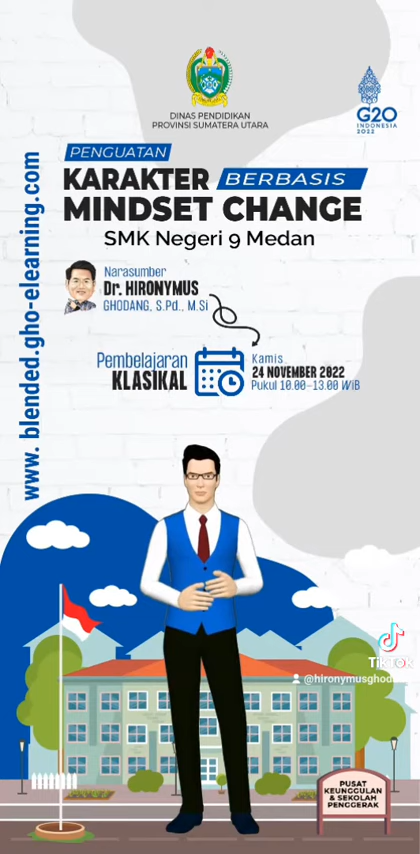 DINAS PENDIDIKAN
PROVINSI SUMATERA UTARA
G20
INDONESIA
2022
PENGUATAN
KARAKTER BERBASIS
MINDSET CHANGE
SMK Negeri 9 Medan
www. blended.gho-elearning.com
Narasumber
Dr. HIRONYMUS
GHODANG, S.Pd., M.Si
Pembelajaran
KLASIKAL
Kamis
24 NOVEMBER 2022
Pukul 10.00-13.00 WIB
TikTok
PUSAT
KEUNGGULAN
& SEKOLAH
PENGGERAK